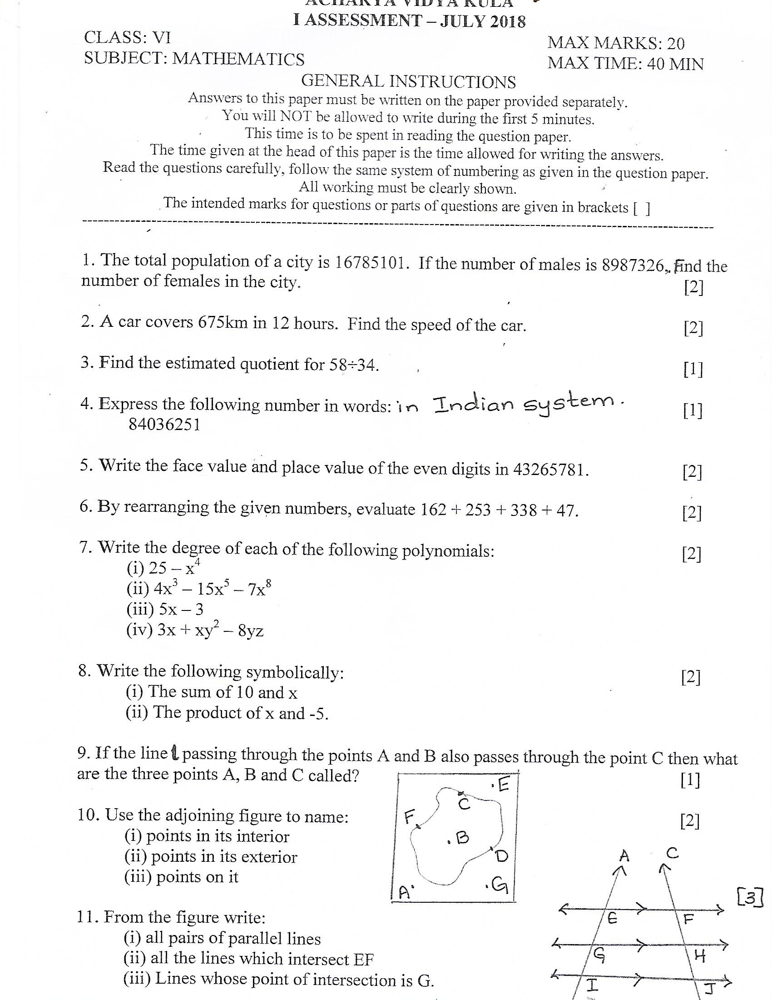 ACHARYA VIDYA KULA
I ASSESSMENT – JULY 2018
CLASS: VI
MAX MARKS: 20
SUBJECT: MATHEMATICS
MAX TIME: 40 MIN
GENERAL INSTRUCTIONS
Answers to this paper must be written on the paper provided separately.
You will NOT be allowed to write during the first 5 minutes.
This time is to be spent in reading the question paper.
The time given at the head of this paper is the time allowed for writing the answers.
Read the questions carefully, follow the same system of numbering as given in the question paper.
All working must be clearly shown.
The intended marks for questions or parts of questions are given in brackets [ ]
1. The total population of a city is 16785101. If the number of males is 8987326, find the
number of females in the city. [2]
2. A car covers 675km in 12 hours. Find the speed of the car. [2]
3. Find the estimated quotient for 58÷34. [1]
4. Express the following number in words: in Indian system. [1]
84036251
5. Write the face value and place value of the even digits in 43265781. [2]
6. By rearranging the given numbers, evaluate 162 + 253 + 338 + 47. [2]
7. Write the degree of each of the following polynomials: [2]
(i) 25 – x⁴
(ii) 4x³ – 15x⁵ – 7x⁸
(iii) 5x – 3
(iv) 3x + xy² – 8yz
8. Write the following symbolically: [2]
(i) The sum of 10 and x
(ii) The product of x and -5.
9. If the line l passing through the points A and B also passes through the point C then what
are the three points A, B and C called? [1]
E
C
10. Use the adjoining figure to name: [2]
F
(i) points in its interior
B
(ii) points in its exterior
D
A C
(iii) points on it
A G
[3]
11. From the figure write:
E F
(i) all pairs of parallel lines
(ii) all the lines which intersect EF
G H
(iii) Lines whose point of intersection is G.
I J